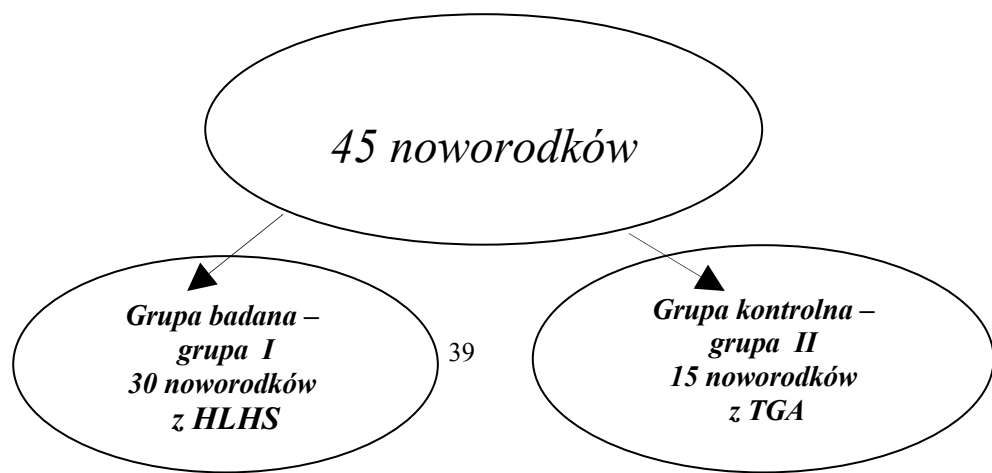 45 noworodków
Grupa badana –
grupa I
30 noworodków
z HLHS
39
Grupa kontrolna –
grupa II
15 noworodków
z TGA